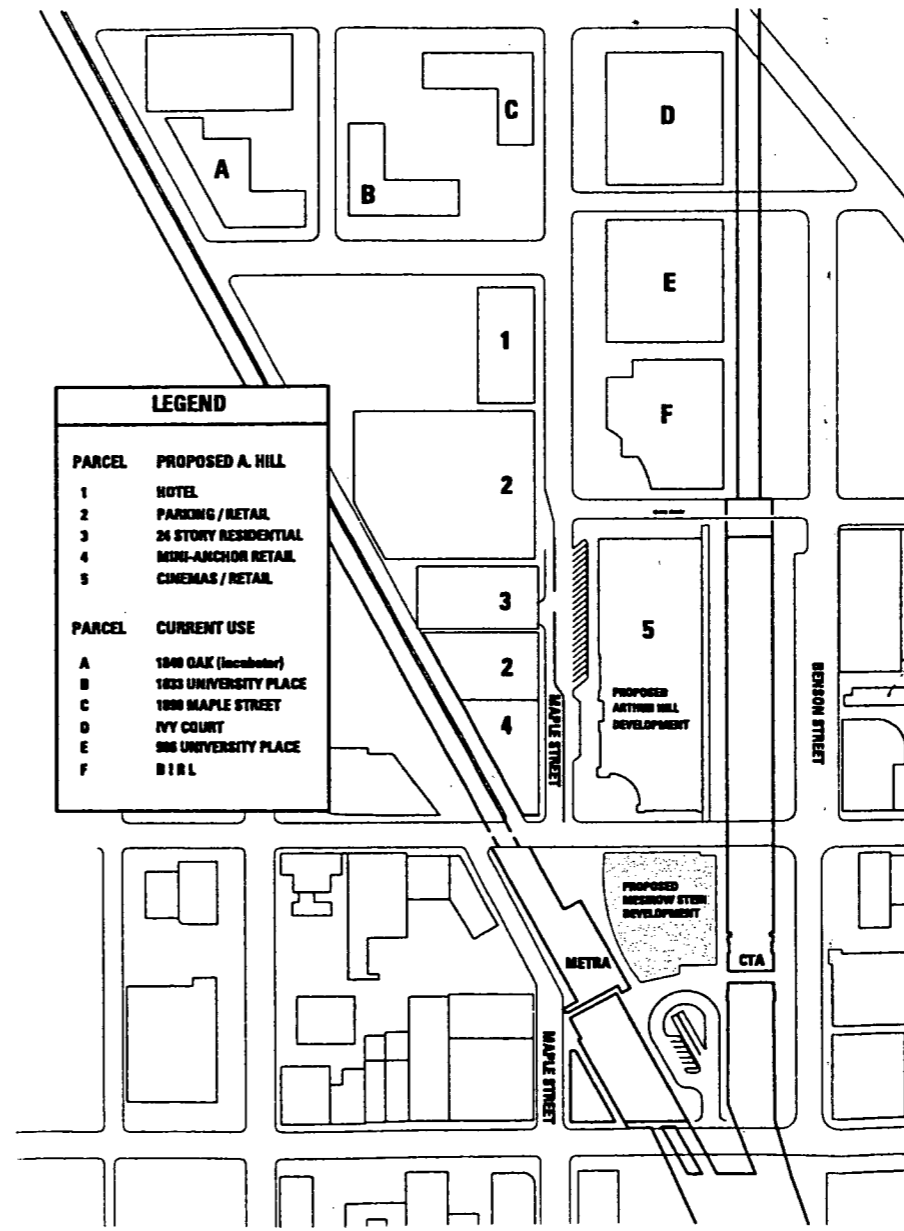 A
B
C
D
E
F
1
2
3
2
4
5
LEGEND
PARCEL PROPOSED A. HILL
1 HOTEL
2 PARKING / RETAIL
3 24 STORY RESIDENTIAL
4 MINI-ANCHOR RETAIL
5 CINEMAS / RETAIL
PARCEL CURRENT USE
A 1840 OAK (incubator)
B 1833 UNIVERSITY PLACE
C 1890 MAPLE STREET
D IVY COURT
E 906 UNIVERSITY PLACE
F BIRL
MAPLE STREET
PROPOSED
ARTHUR HILL
DEVELOPMENT
BENSON STREET
PROPOSED
MESIROW STEIN
DEVELOPMENT
METRA
CTA
MAPLE STREET